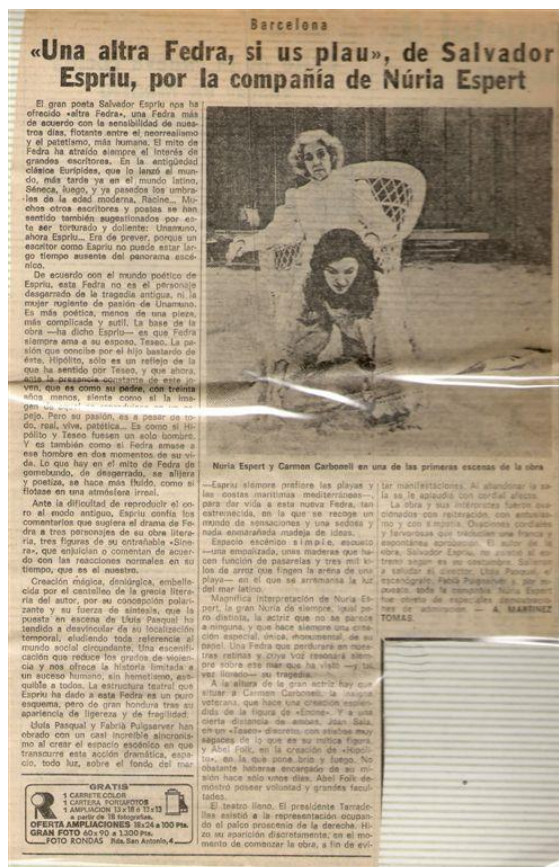 Barcelona
«Una altra Fedra, si us plau», de Salvador
Espriu, por la compañía de Núria Espert
El gran poeta Salvador Espriu nos ha
ofrecido «altra Fedra», una Fedra más
de acuerdo con la sensibilidad de nues-
tros días, flotante entre el neorrealismo
y el patetismo, más humana. El mito de
Fedra ha atraído siempre el interés de
grandes escritores. En la antigüedad
clásica Eurípides, que lo lanzó al mun-
do, más tarde ya en el mundo latino,
Séneca, luego, y ya pasados los umbra-
les de la edad moderna, Racine... Mu-
chos otros escritores y poetas se han
sentido también sugestionados por es-
te ser torturado y doliente: Unamuno,
ahora Espriu... Era de prever, porque un
escritor como Espriu no puede estar lar-
go tiempo ausente del panorama escé-
nico.
De acuerdo con el mundo poético de
Espriu, esta Fedra no es el personaje
desgarrado de la tragedia antigua, ni la
mujer rugiente de pasión de Unamuno.
Es más poética, menos de una pieza,
más complicada y sutil. La base de la
obra —ha dicho Espriu— es que Fedra
siempre ama a su esposo, Teseo. La pa-
sión que concibe por el hijo bastardo de
éste, Hipólito, sólo es un reflejo de la
que ha sentido por Teseo, y que ahora,
ante la presencia constante de este jo-
ven, que es como su padre, con treinta
años menos, siente como si la ima-
gen de aquel se
pejo. Pero su pasión, es a pesar de to-
do, real, viva, patética... Es como si Hi-
pólito y Teseo fuesen un solo hombre.
Y es también como si Fedra amase a
ese hombre en dos momentos de su vi-
da. Lo que hay en el mito de Fedra de
gemebundo, de desgarrado, se aligera
y poetiza, se hace más fluido, como si
flotase en una atmósfera irreal.
Ante la dificultad de reproducir el co-
ro al modo antiguo, Espriu confía los
comentarios que sugiere el drama de Fe-
dra a tres personajes de su obra litera-
ria, tres figuras de su entrañable «Sine-
ra», que enjuician o comentan de acuer-
do con las reacciones normales en su
tiempo, que es el nuestro.
Creación mágica, deniúrgica, embelle-
cida por el centelleo de la grecia litera-
ria del autor, por su concepción polari-
zante y su fuerza de síntesis, que la
puesta en escena de Lluís Pasqual ha
tendido a desvincular de su localización
temporal, eludiendo toda referencia al
mundo social circundante. Una escenifi-
cación que reduce los grados de violen-
cia y nos ofrece la historia limitada a
un suceso humano, sin hemetismo, ase-
quible a todos. La estructura teatral que
Espriu ha dado a esta Fedra es un puro
esquema, pero de gran hondura tras su
apariencia de ligereza y de fragilidad.
Lluís Pasqual y Fabrià Puigserver han
obrado con un casi increíble sincronis-
mo al crear el espacio escénico en que
transcurre esta acción dramática, espa-
cio, todo luz, sobre el fondo del mar
GRATIS
1 CARRETE COLOR
1 CARTERA PORTAFOTOS
1 AMPLIACION 13 x 18 ó 13 x 13
a partir de 18 fotografías.
OFERTA AMPLIACIONES 18x24 a 100 Pts.
GRAN FOTO 60 x 90 a 1.300 Pts.
FOTO RONDAS Rda. San Antonio, 4
Nuria Espert y Carmen Carbonell en una de las primeras escenas de la obra
—Espriu siempre prefiere las playas y
las costas marítimas mediterráneas—,
para dar vida a esta nueva Fedra, tan
estremecida, en la que se recoge un
mundo de sensaciones y una sedosa y
nada enmarañada madeja de ideas.
Espacio escénico simple, escueto
—una empalizada, unas maderas que ha-
cen función de pasarelas y tres mil ki-
los de arroz que fingen la arena de una
playa— en el que se arremansa la luz
del mar latino.
Magnífica interpretación de Nuria Es-
pert, la gran Nuria de siempre, igual pe-
ro distinta, la actriz que no se parece
a ninguna, y que hace siempre una crea-
ción especial, única, monumental, de su
papel. Una Fedra que perdurará en nues-
tras retinas y cuya voz resonará siem-
pre sobre ese mar que ha visto —y tal
vez llorado— su tragedia.
A la altura de la gran actriz hay que
situar a Carmen Carbonell, la insigne
veterana, que hace una creación esplén-
dida de la figura de «Enone». Y a una
cierta distancia de ambas, Joan Sala,
en un «Teseo» discreto, con atisbos muy
sagaces de lo que es su mítica figura,
y Abel Folk, en la creación de «Hipóli-
to», en la que pone brío y fuego. No
obstante haberse encargado de su mi-
sión hace sólo unos días, Abel Folk de-
mostró poseer voluntad y grandes facul-
tades.
El teatro lleno. El presidente Tarrade-
llas asistió a la representación ocupan-
do el palco proscenio de la derecha. Hi-
zo su aparición discretamente, en el mo-
mento de comenzar la obra, a fin de evi-
tar manifestaciones. Al abandonar la sa-
la se le aplaudió con cordial afecto.
La obra y sus intérpretes fueron ova-
cionados con reiteración, con entusias-
mo y con simpatía. Ovaciones
y fervorosas que
espontáneo El autor de la
obra, Salvador Espriu,
según es su costumbre. Salieron
a saludar el director, Lluís Pasqual,
escenógrafo, Fabià Puigserver y, por su-
puesto, toda la compañía. Nuria Espert
fue objeto de especiales demostracio-
nes de admiración. — A. MARTINEZ
TOMAS.